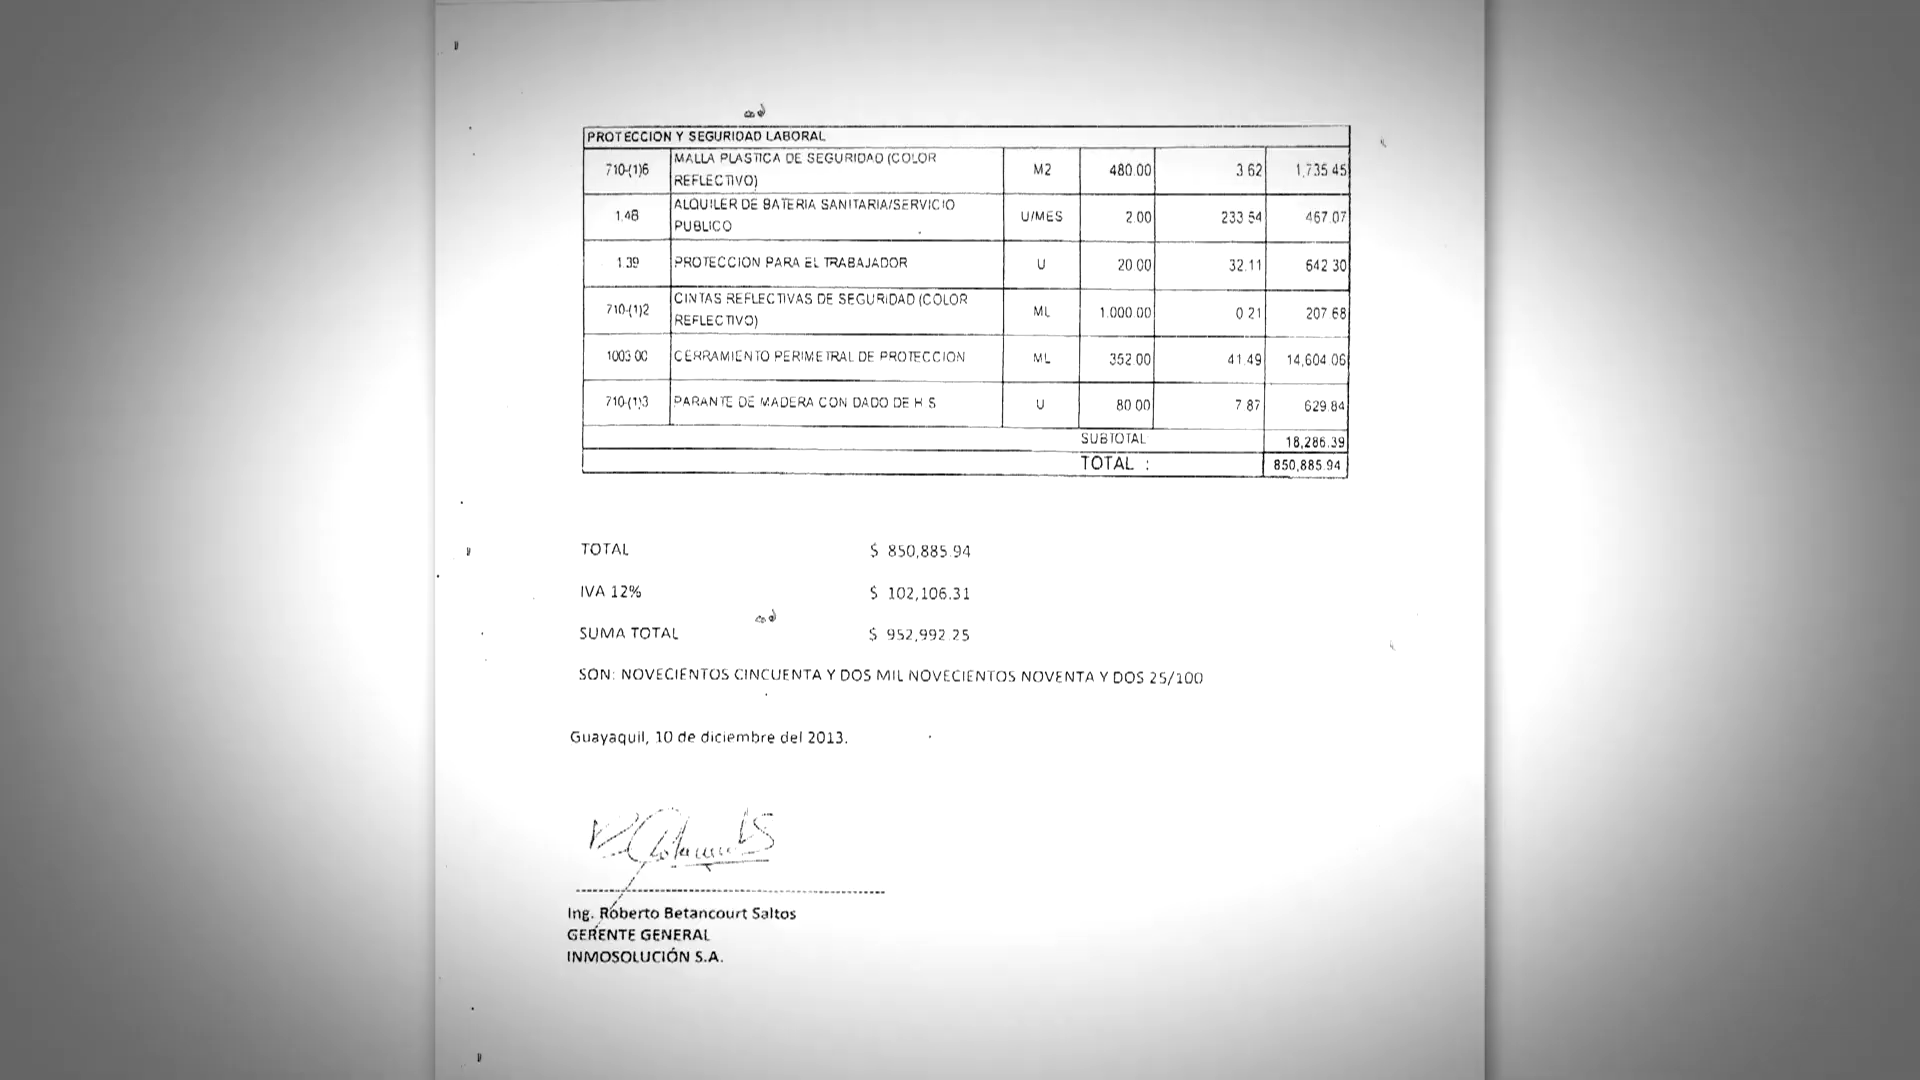 PROTECCION Y SEGURIDAD LABORAL
710-(1)6 MALLA PLASTICA DE SEGURIDAD (COLOR REFLECTIVO) M2 480.00 3.62 1,735.45
1.48 ALQUILER DE BATERIA SANITARIA/SERVICIO PUBLICO U/MES 2.00 233.54 467.07
1.39 PROTECCION PARA EL TRABAJADOR U 20.00 32.11 642.30
710-(1)2 CINTAS REFLECTIVAS DE SEGURIDAD (COLOR REFLECTIVO) ML 1.000.00 0.21 207.68
1003.00 CERRAMIENTO PERIMETRAL DE PROTECCION ML 352.00 41.49 14,604.06
710-(1)3 PARANTE DE MADERA CON DADO DE H S U 80.00 7.87 629.84
SUBTOTAL 18,286.39
TOTAL : 850,885.94
TOTAL $ 850,885.94
IVA 12% $ 102,106.31
SUMA TOTAL $ 952,992.25
SON: NOVECIENTOS CINCUENTA Y DOS MIL NOVECIENTOS NOVENTA Y DOS 25/100
Guayaquil, 10 de diciembre del 2013.
Ing. Roberto Betancourt Saltos
GERENTE GENERAL
INMOSOLUCIÓN S.A.